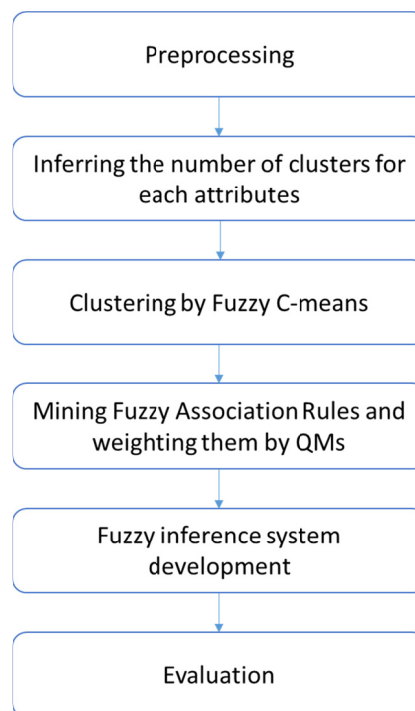 Preprocessing
Inferring the number of clusters for
each attributes
Clustering by Fuzzy C-means
Mining Fuzzy Association Rules and
weighting them by QMs
Fuzzy inference system
development
Evaluation